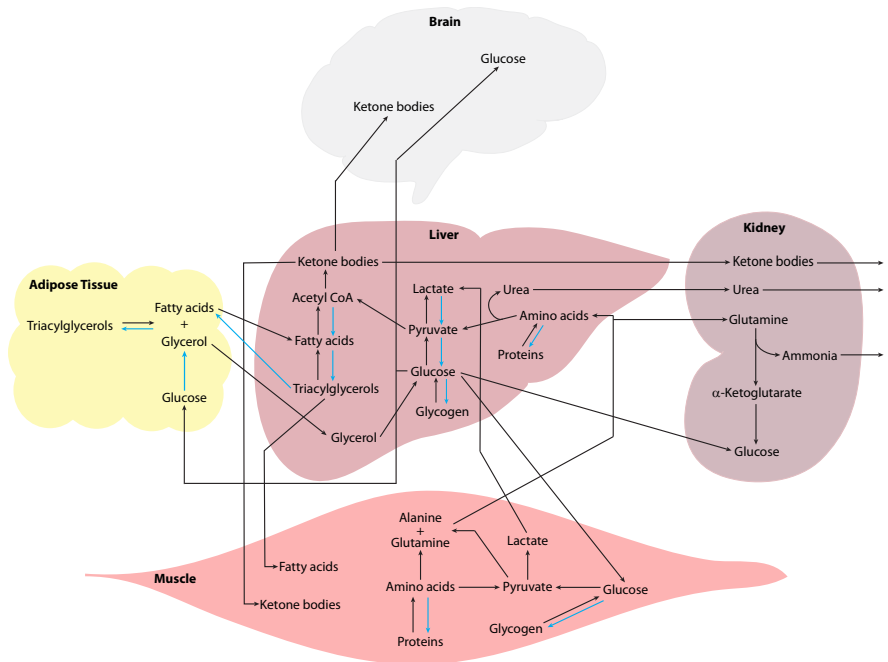 Brain
Glucose
Ketone bodies
Liver
Ketone bodies
Acetyl CoA
Fatty acids
Triacylglycerols
Glycerol
Lactate
Pyruvate
Glucose
Glycogen
Urea
Amino acids
Proteins
Kidney
Ketone bodies
Urea
Glutamine
Ammonia
α-Ketoglutarate
Glucose
Adipose Tissue
Triacylglycerols
Fatty acids
+
Glycerol
Glucose
Muscle
Fatty acids
Ketone bodies
Alanine
+
Glutamine
Amino acids
Proteins
Lactate
Pyruvate
Glucose
Glycogen